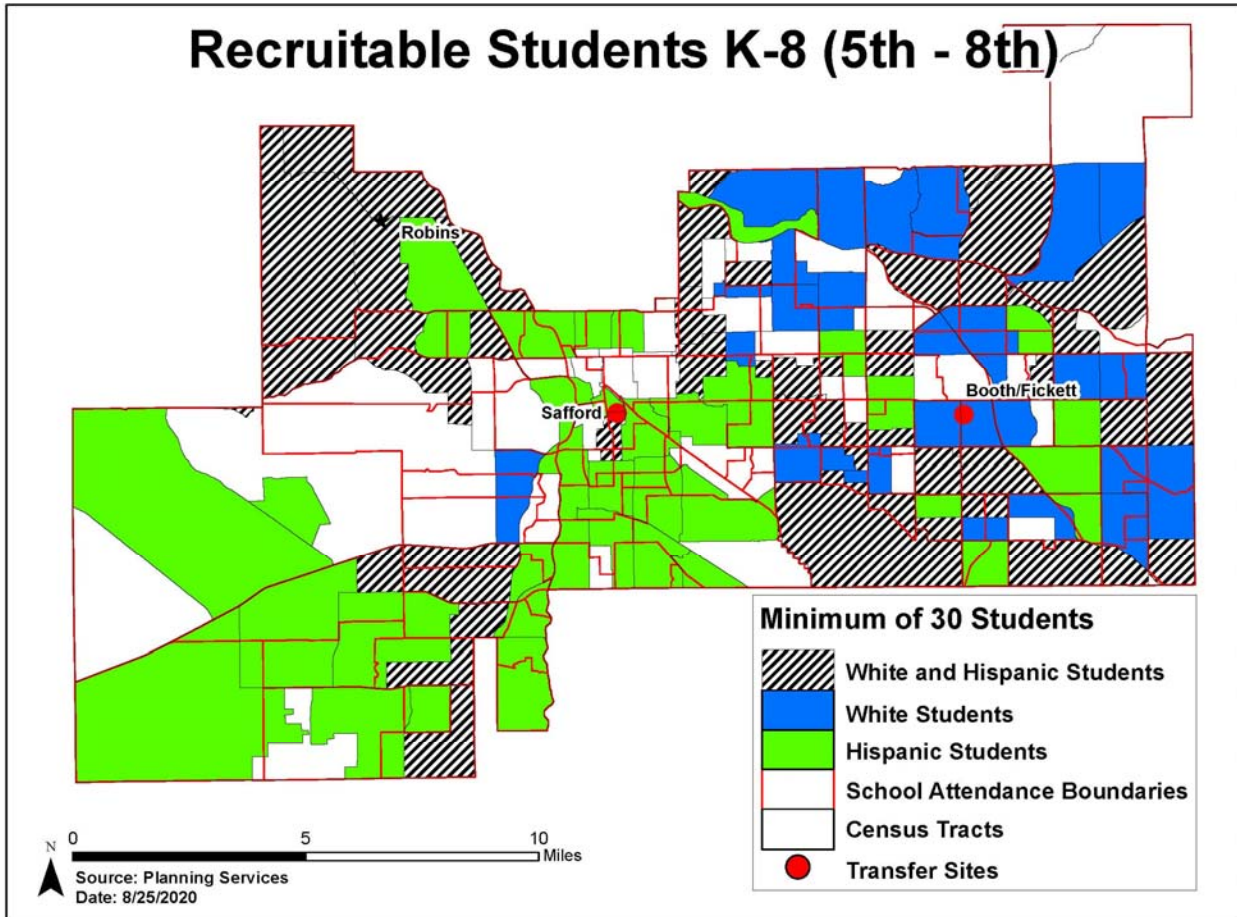 Recruitable Students K-8 (5th - 8th)
Robins
Booth/Fickett
Safford
Minimum of 30 Students
White and Hispanic Students
White Students
Hispanic Students
School Attendance Boundaries
Census Tracts
Transfer Sites
0 5 10
Miles
N
Source: Planning Services
Date: 8/25/2020